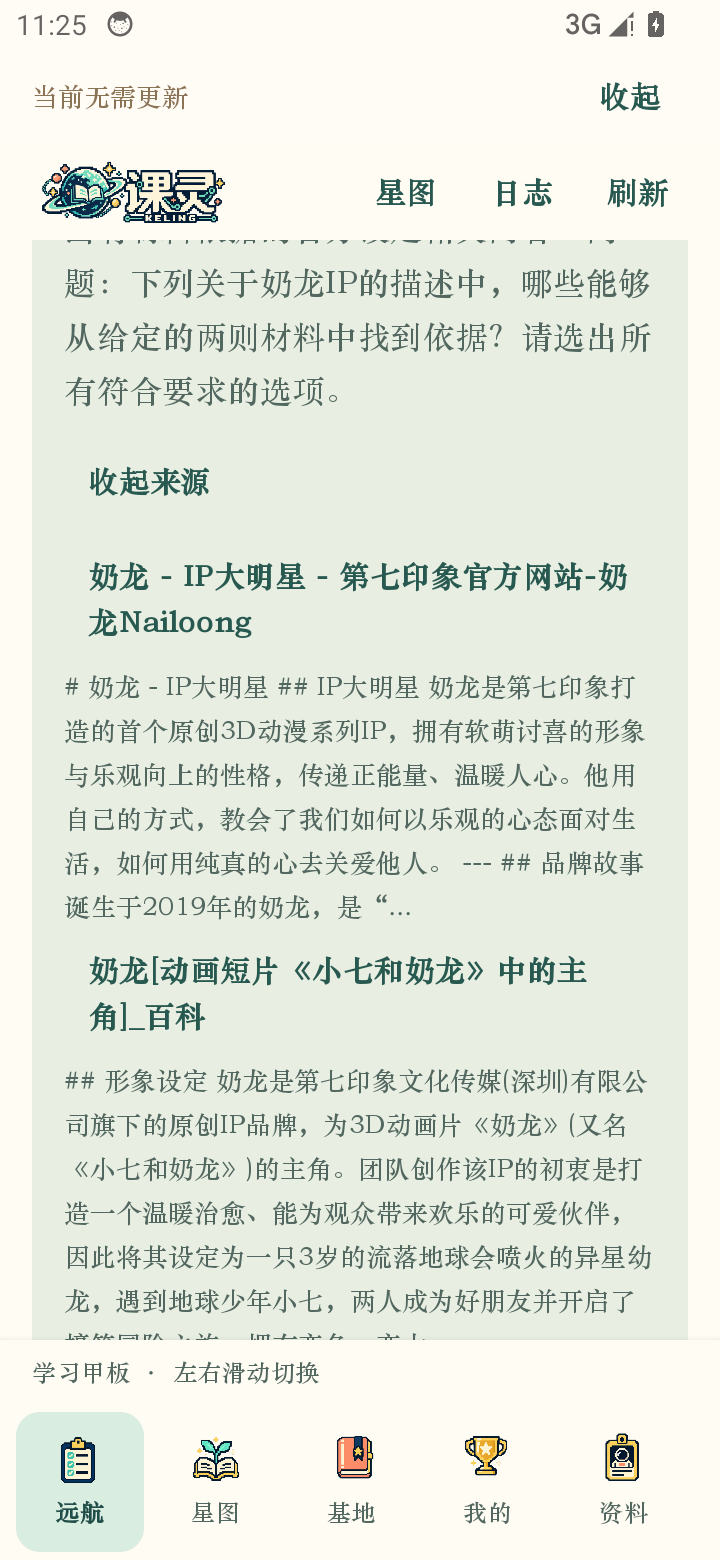 11:25
3G
当前无需更新
收起
课灵
KELING
星图
日志
刷新
题：下列关于奶龙IP的描述中，哪些能够
从给定的两则材料中找到依据？请选出所
有符合要求的选项。
收起来源
奶龙 - IP大明星 - 第七印象官方网站-奶
龙Nailoong
# 奶龙 - IP大明星 ## IP大明星 奶龙是第七印象打
造的首个原创3D动漫系列IP，拥有软萌讨喜的形象
与乐观向上的性格，传递正能量、温暖人心。他用
自己的方式，教会了我们如何以乐观的心态面对生
活，如何用纯真的心去关爱他人。 --- ## 品牌故事
诞生于2019年的奶龙，是“...
奶龙[动画短片《小七和奶龙》中的主
角]_百科
## 形象设定 奶龙是第七印象文化传媒(深圳)有限公
司旗下的原创IP品牌，为3D动画片《奶龙》(又名
《小七和奶龙》)的主角。团队创作该IP的初衷是打
造一个温暖治愈、能为观众带来欢乐的可爱伙伴，
因此将其设定为一只3岁的流落地球会喷火的异星幼
龙，遇到地球少年小七，两人成为好朋友并开启了
学习甲板 · 左右滑动切换
远航
星图
基地
我的
资料